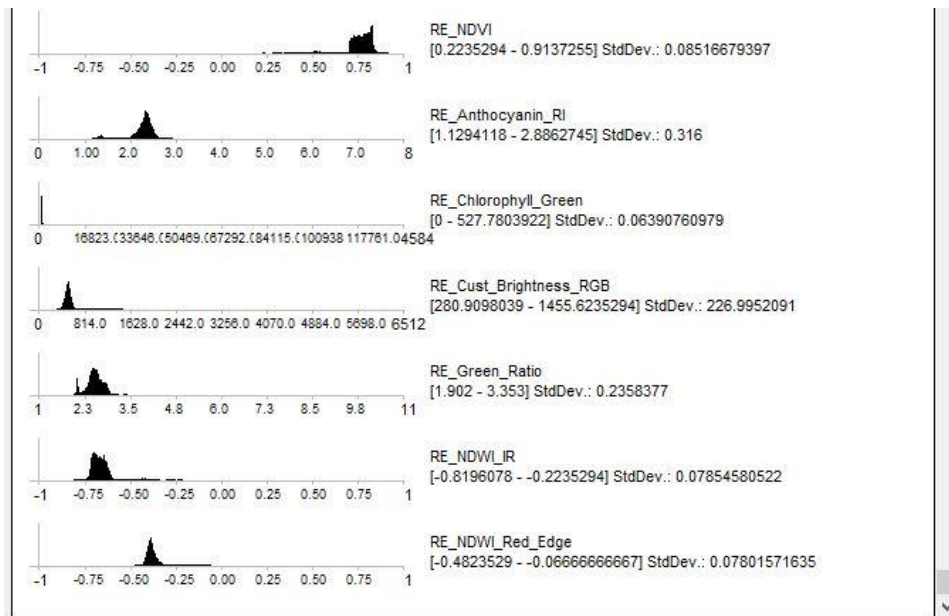 RE_NDVI
[0.2235294 - 0.9137255] StdDev.: 0.08516679397
-1 -0.75 -0.50 -0.25 0.00 0.25 0.50 0.75 1
RE_Anthocyanin_RI
[1.1294118 - 2.8862745] StdDev.: 0.316
0 1.00 2.0 3.0 4.0 5.0 6.0 7.0 8
RE_Chlorophyll_Green
[0 - 527.7803922] StdDev.: 0.06390760979
0 16823.(33646.(50469.(67292.(84115.(100938 117761.04584
RE_Cust_Brightness_RGB
[280.9098039 - 1455.6235294] StdDev.: 226.9952091
0 814.0 1628.0 2442.0 3256.0 4070.0 4884.0 5698.0 6512
RE_Green_Ratio
[1.902 - 3.353] StdDev.: 0.2358377
1 2.3 3.5 4.8 6.0 7.3 8.5 9.8 11
RE_NDWI_IR
[-0.8196078 - -0.2235294] StdDev.: 0.07854580522
-1 -0.75 -0.50 -0.25 0.00 0.25 0.50 0.75 1
RE_NDWI_Red_Edge
[-0.4823529 - -0.06666666667] StdDev.: 0.07801571635
-1 -0.75 -0.50 -0.25 0.00 0.25 0.50 0.75 1